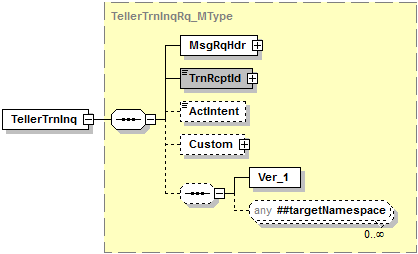 TellerTrnInqRq_MType
MsgRqHdr
TrnRcptId
TellerTrnInq
ActIntent
Custom
Ver_1
any ##targetNamespace
0..∞